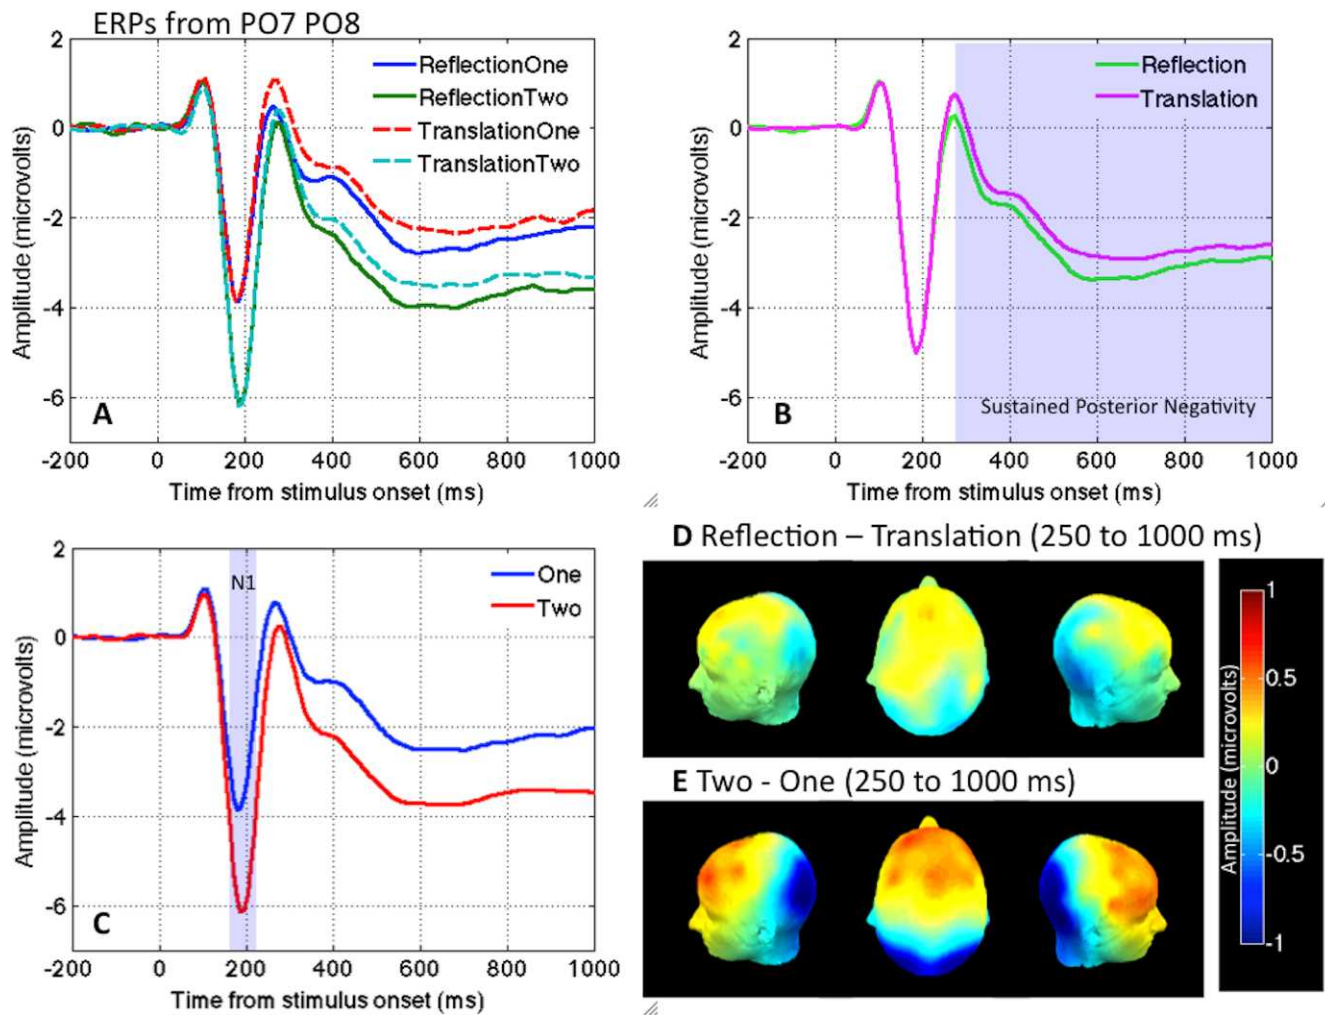 ERPs from PO7 PO8
2
0
-2
-4
-6
Amplitude (microvolts)
ReflectionOne
ReflectionTwo
TranslationOne
TranslationTwo
A
-200 0 200 400 600 800 1000
Time from stimulus onset (ms)
2
0
-2
-4
-6
Amplitude (microvolts)
Reflection
Translation
B
Sustained Posterior Negativity
-200 0 200 400 600 800 1000
Time from stimulus onset (ms)
2
0
-2
-4
-6
Amplitude (microvolts)
N1
One
Two
C
-200 0 200 400 600 800 1000
Time from stimulus onset (ms)
D Reflection – Translation (250 to 1000 ms)
E Two - One (250 to 1000 ms)
Amplitude (microvolts)
1
0.5
0
-0.5
-1